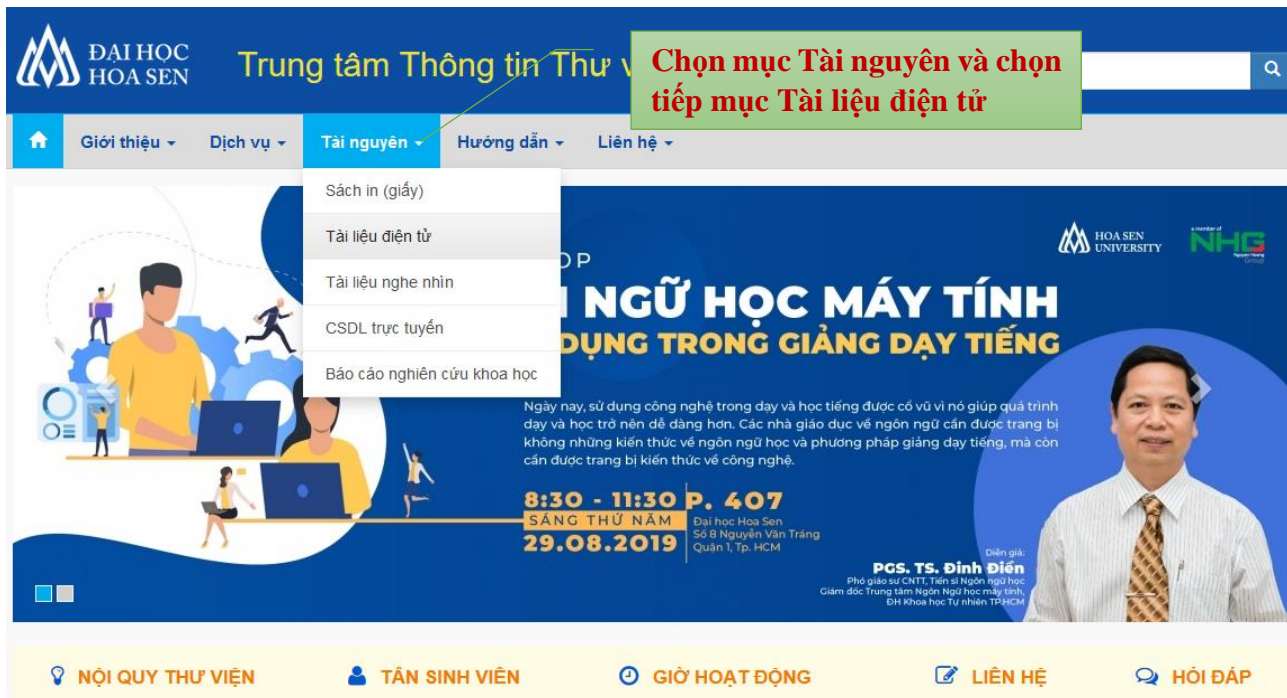 ĐẠI HỌC
HOA SEN
Trung tâm Thông tin Thư
Chọn mục Tài nguyên và chọn
tiếp mục Tài liệu điện tử
Giới thiệu
Dịch vụ
Tài nguyên
Hướng dẫn
Liên hệ
Sách in (giấy)
Tài liệu điện tử
Tài liệu nghe nhìn
CSDL trực tuyến
Báo cáo nghiên cứu khoa học
HOA SEN
UNIVERSITY
a member of
NHG
Nguyen Hoang
Group
OP
NGỮ HỌC MÁY TÍNH
DỤNG TRONG GIẢNG DẠY TIẾNG
Ngày nay, sử dụng công nghệ trong dạy và học tiếng được cổ vũ vì nó giúp quá trình
dạy và học trở nên dễ dàng hơn. Các nhà giáo dục về ngôn ngữ cần được trang bị
không những kiến thức về ngôn ngữ học và phương pháp giảng dạy tiếng, mà còn
cần được trang bị kiến thức về công nghệ.
8:30 - 11:30
SÁNG THỨ NĂM
29.08.2019
P. 407
Đại học Hoa Sen
Số 8 Nguyễn Văn Tráng
Quận 1, Tp. HCM
Diễn giả:
PGS. TS. Đinh Điền
Phó giáo sư CNTT, Tiến sĩ Ngôn ngữ học
Giám đốc Trung tâm Ngôn Ngữ học máy tính,
ĐH Khoa học Tự nhiên TP.HCM
NỘI QUY THƯ VIỆN
TÂN SINH VIÊN
GIỜ HOẠT ĐỘNG
LIÊN HỆ
HỎI ĐÁP